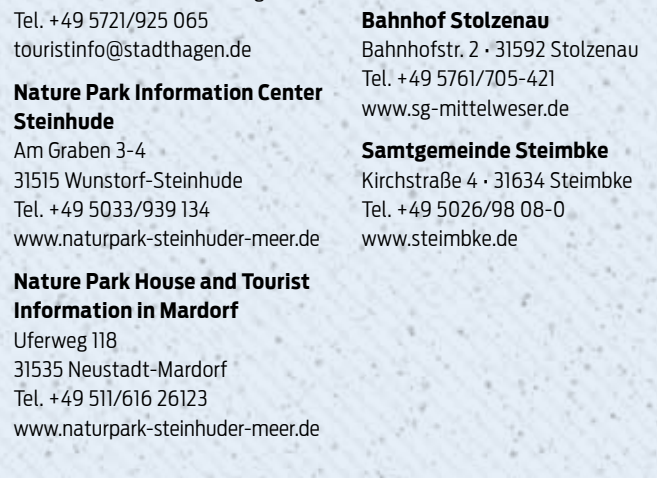 Tel. +49 5721/925 065
touristinfo@stadthagen.de
Nature Park Information Center
Steinhude
Am Graben 3-4
31515 Wunstorf-Steinhude
Tel. +49 5033/939 134
www.naturpark-steinhuder-meer.de
Nature Park House and Tourist
Information in Mardorf
Uferweg 118
31535 Neustadt-Mardorf
Tel. +49 511/616 26123
www.naturpark-steinhuder-meer.de
Bahnhof Stolzenau
Bahnhofstr. 2 · 31592 Stolzenau
Tel. +49 5761/705-421
www.sg-mittelweser.de
Samtgemeinde Steimbke
Kirchstraße 4 · 31634 Steimbke
Tel. +49 5026/98 08-0
www.steimbke.de